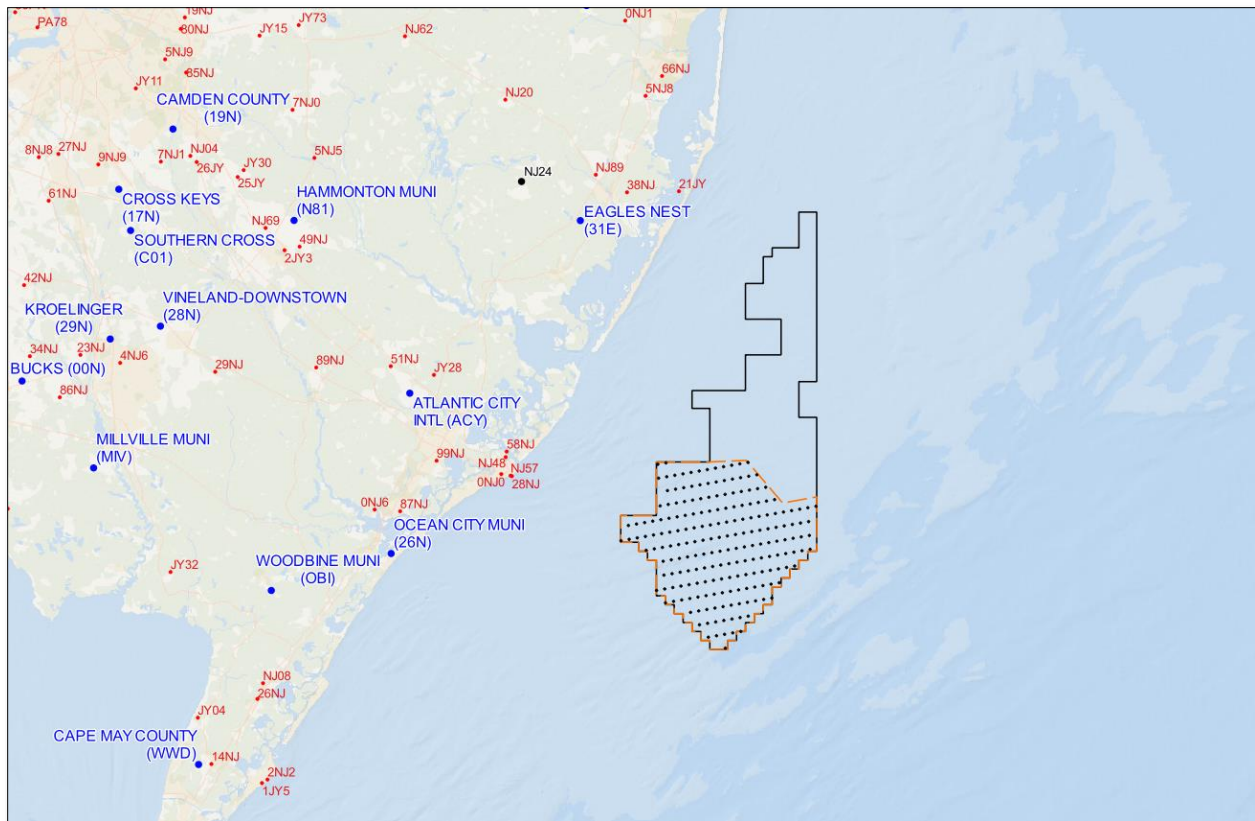 19NJ
0NJ1
PA78
30NJ
JY73
JY15
NJ62
5NJ9
85NJ
66NJ
JY11
5NJ8
NJ20
CAMDEN COUNTY
(19N)
7NJ0
8NJ8
27NJ
9NJ9
7NJ1
NJ04
26JY
JY30
25JY
5NJ5
NJ24
NJ89
38NJ
21JY
61NJ
CROSS KEYS
(17N)
HAMMONTON MUNI
(N81)
NJ69
EAGLES NEST
(31E)
SOUTHERN CROSS
(C01)
49NJ
2JY3
42NJ
KROELINGER
(29N)
VINELAND-DOWNSTOWN
(28N)
34NJ
23NJ
4NJ6
29NJ
89NJ
51NJ
JY28
BUCKS (00N)
86NJ
ATLANTIC CITY
INTL (ACY)
MILLVILLE MUNI
(MIV)
99NJ
58NJ
NJ48
NJ57
0NJ0
28NJ
0NJ6
87NJ
OCEAN CITY MUNI
(26N)
WOODBINE MUNI
(OBI)
JY32
NJ08
26NJ
JY04
CAPE MAY COUNTY
(WWD)
14NJ
2NJ2
1JY5